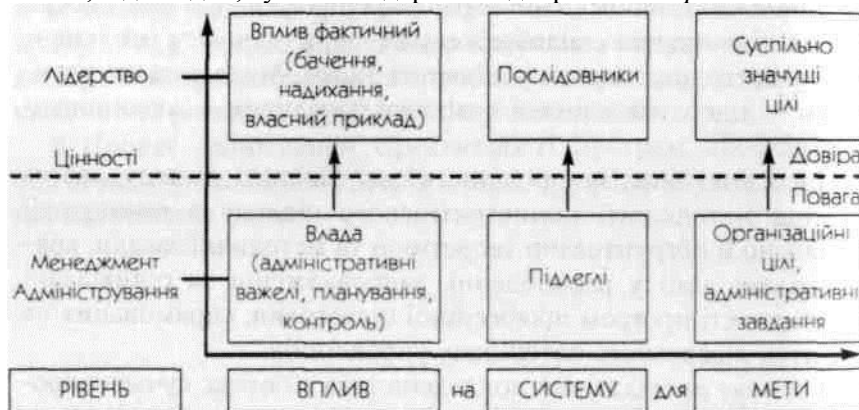 Вплив фактичний
(бачення,
надихання,
власний приклад)
Послідовники
Суспільно
значущі
цілі
Лідерство
Цінності
Довіра
Повага
Влада
(адміністративні
важелі, планування,
контроль)
Підлеглі
Організаційні
цілі,
адміністративні
завдання
Менеджмент
Адміністрування
РІВЕНЬ
ВПЛИВ
на
СИСТЕМУ
для
МЕТИ